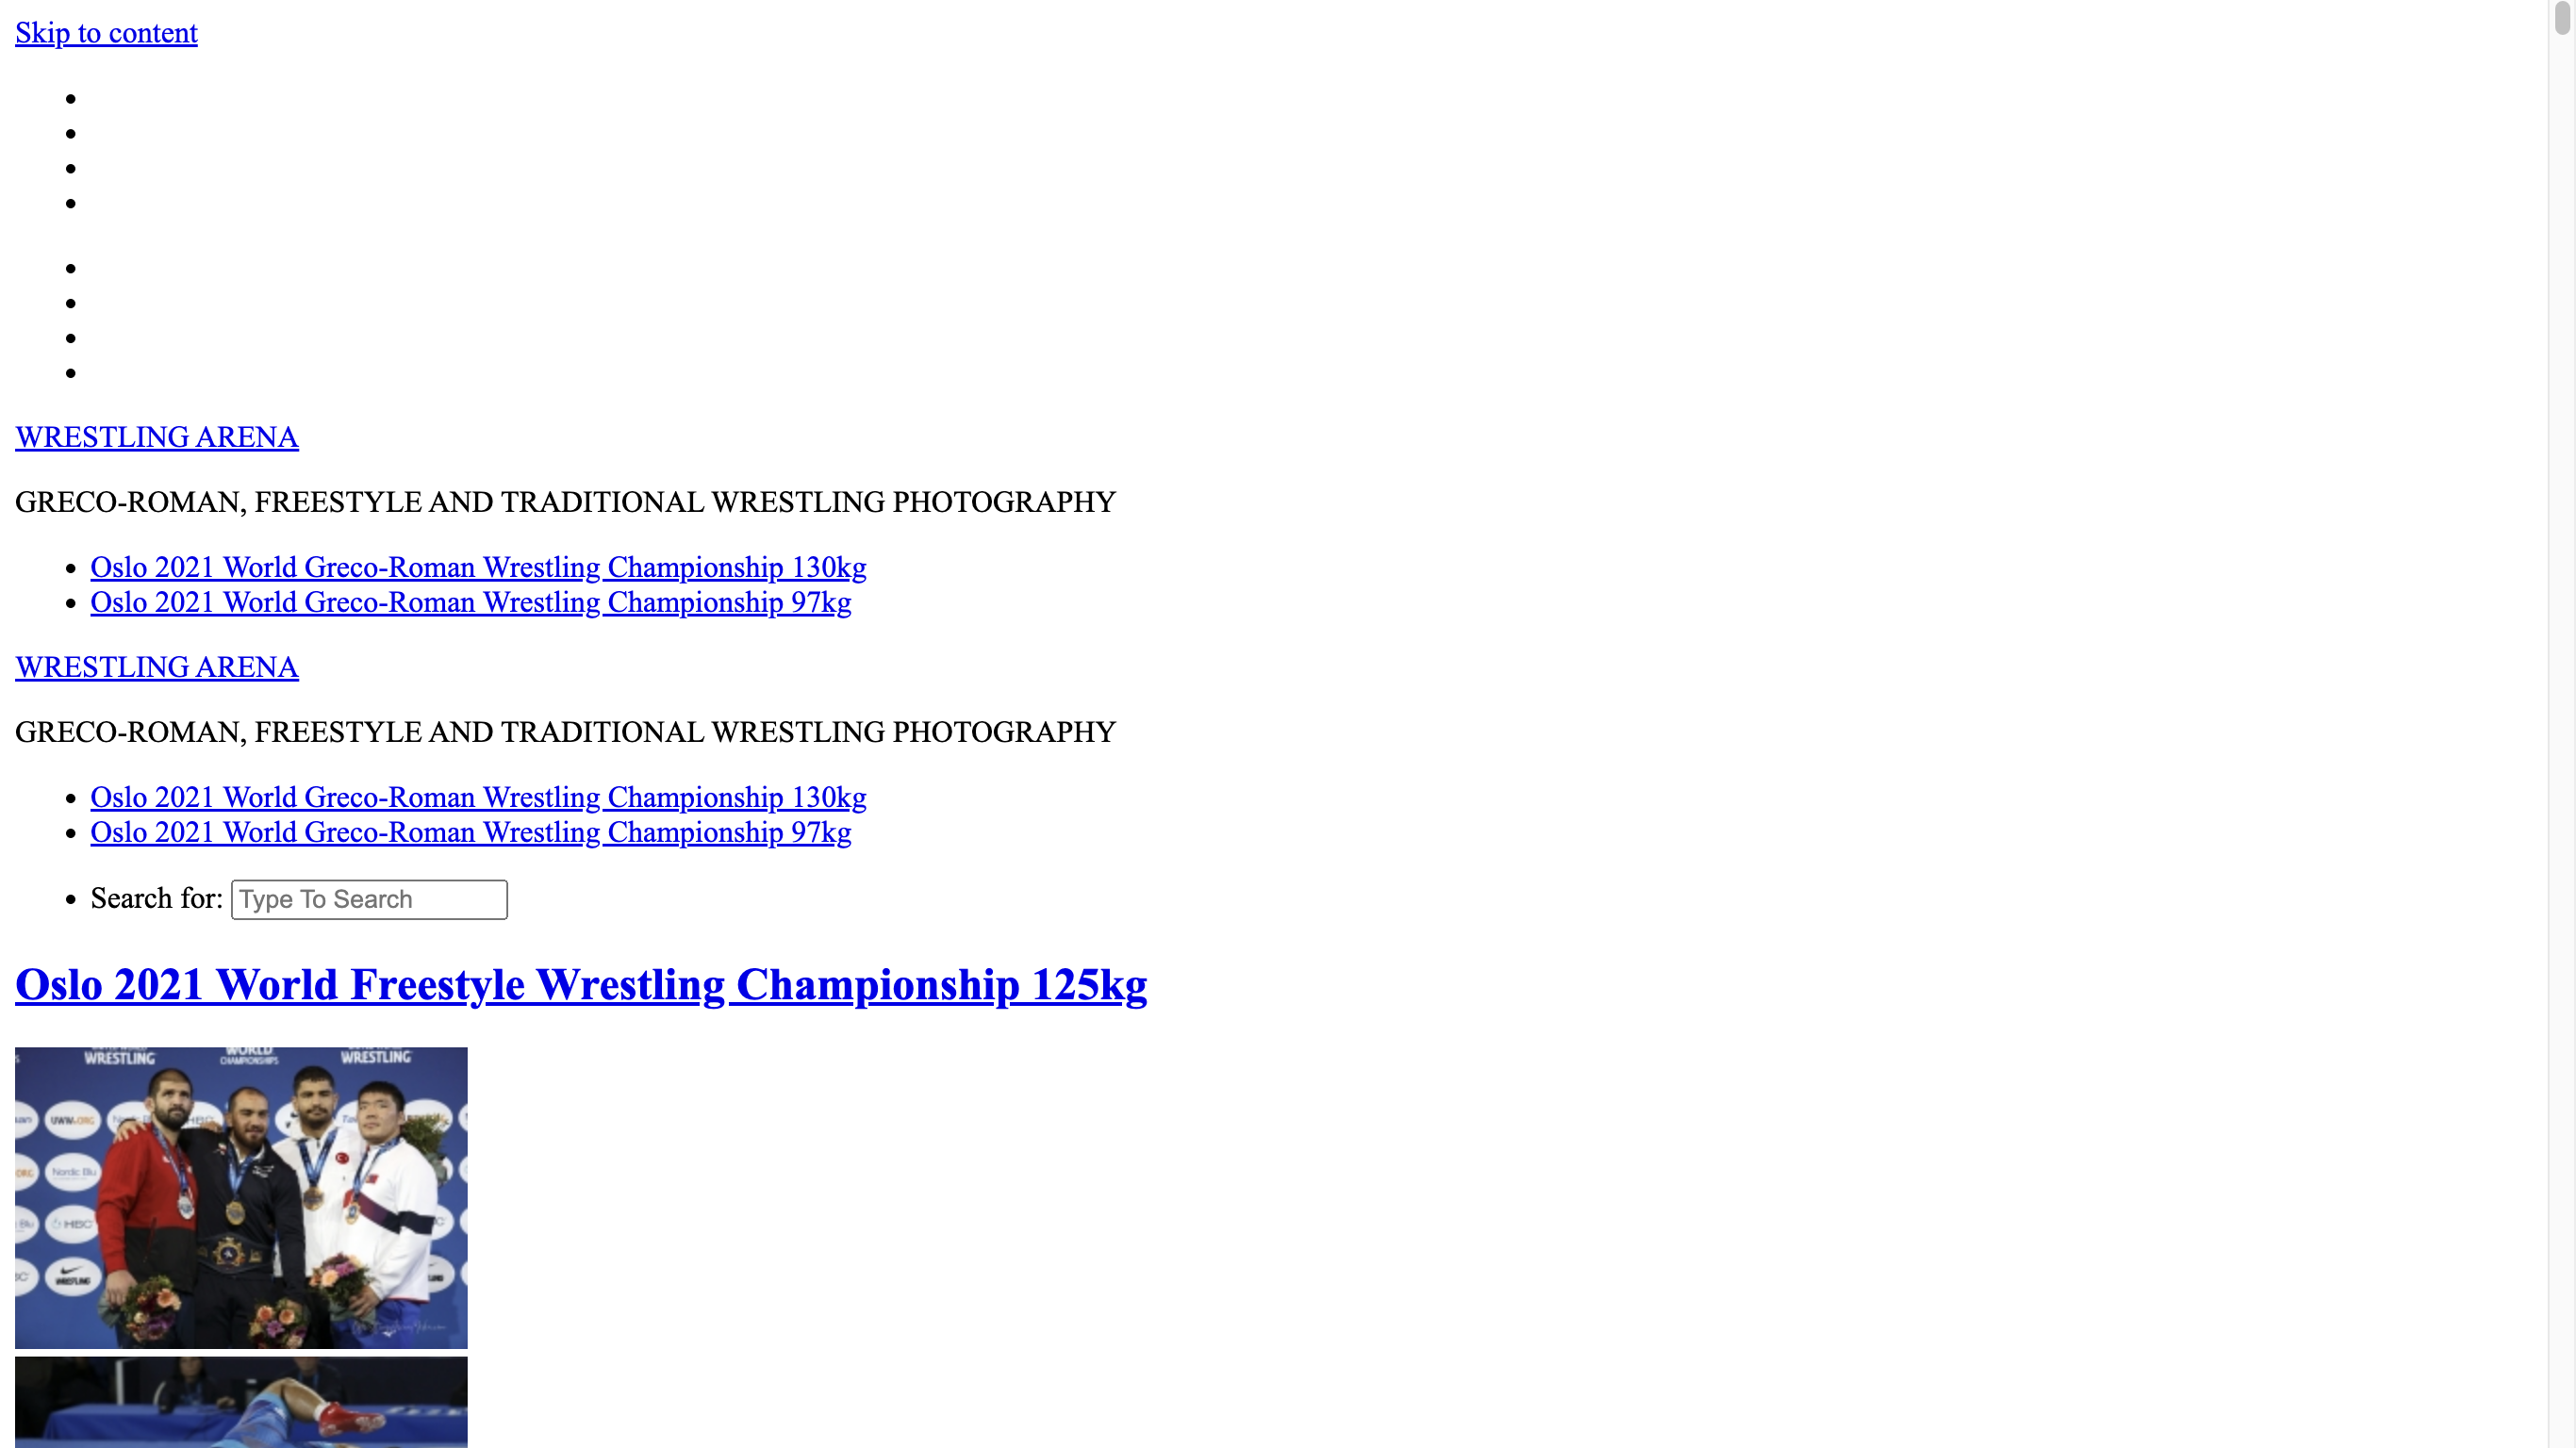 Skip to content
WRESTLING ARENA
GRECO-ROMAN, FREESTYLE AND TRADITIONAL WRESTLING PHOTOGRAPHY
Oslo 2021 World Greco-Roman Wrestling Championship 130kg
Oslo 2021 World Greco-Roman Wrestling Championship 97kg
WRESTLING ARENA
GRECO-ROMAN, FREESTYLE AND TRADITIONAL WRESTLING PHOTOGRAPHY
Oslo 2021 World Greco-Roman Wrestling Championship 130kg
Oslo 2021 World Greco-Roman Wrestling Championship 97kg
Search for: Type To Search
Oslo 2021 World Freestyle Wrestling Championship 125kg
WRESTLING WORLD WRESTLING
CHAMPIONSHIPS
UWW.ORG
Nordic Blu
HBC
WRESTLING